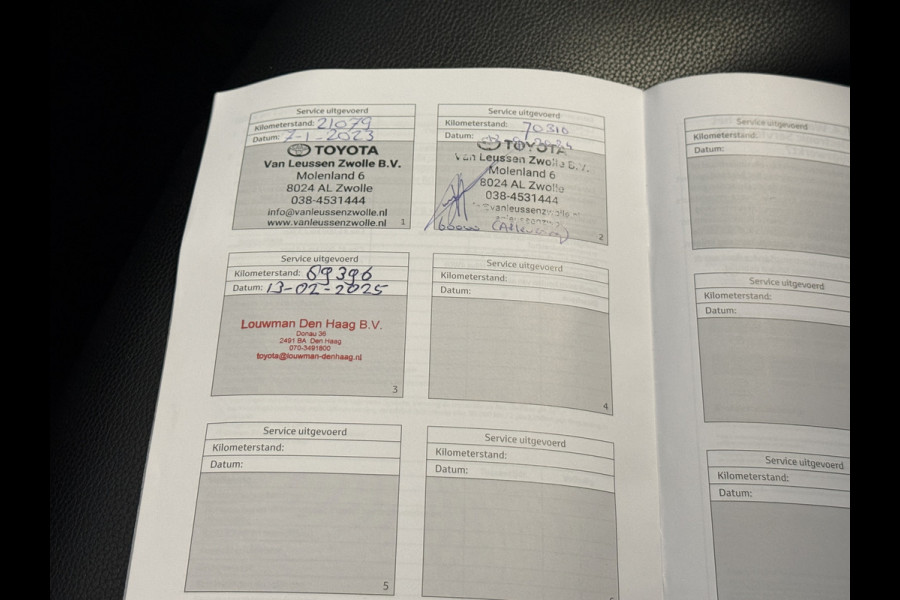 Service uitgevoerd
Kilometerstand: 21079
Datum: 2-1-2023
TOYOTA
Van Leussen Zwolle B.V.
Molenland 6
8024 AL Zwolle
038-4531444
info@vanleussenzwolle.nl
www.vanleussenzwolle.nl
1
Service uitgevoerd
Kilometerstand: 70310
Datum:
TOYOTA
Van Leussen Zwolle B.V.
Molenland 6
8024 AL Zwolle
038-4531444
vanleussenzwolle
2
Service uitgevoerd
Kilometerstand:
Datum:
Service uitgevoerd
Kilometerstand: 69396
Datum: 13-02-2025
Louwman Den Haag B.V.
Donau 36
2491 BA Den Haag
070-3491800
toyota@louwman-denhaag.nl
3
Service uitgevoerd
Kilometerstand:
Datum:
4
Service uitgevoerd
Kilometerstand:
Datum:
Service uitgevoerd
Kilometerstand:
Datum:
5
Service uitgevoerd
Kilometerstand:
Datum:
Service uitgevoerd
Kilometerstand:
Datum: